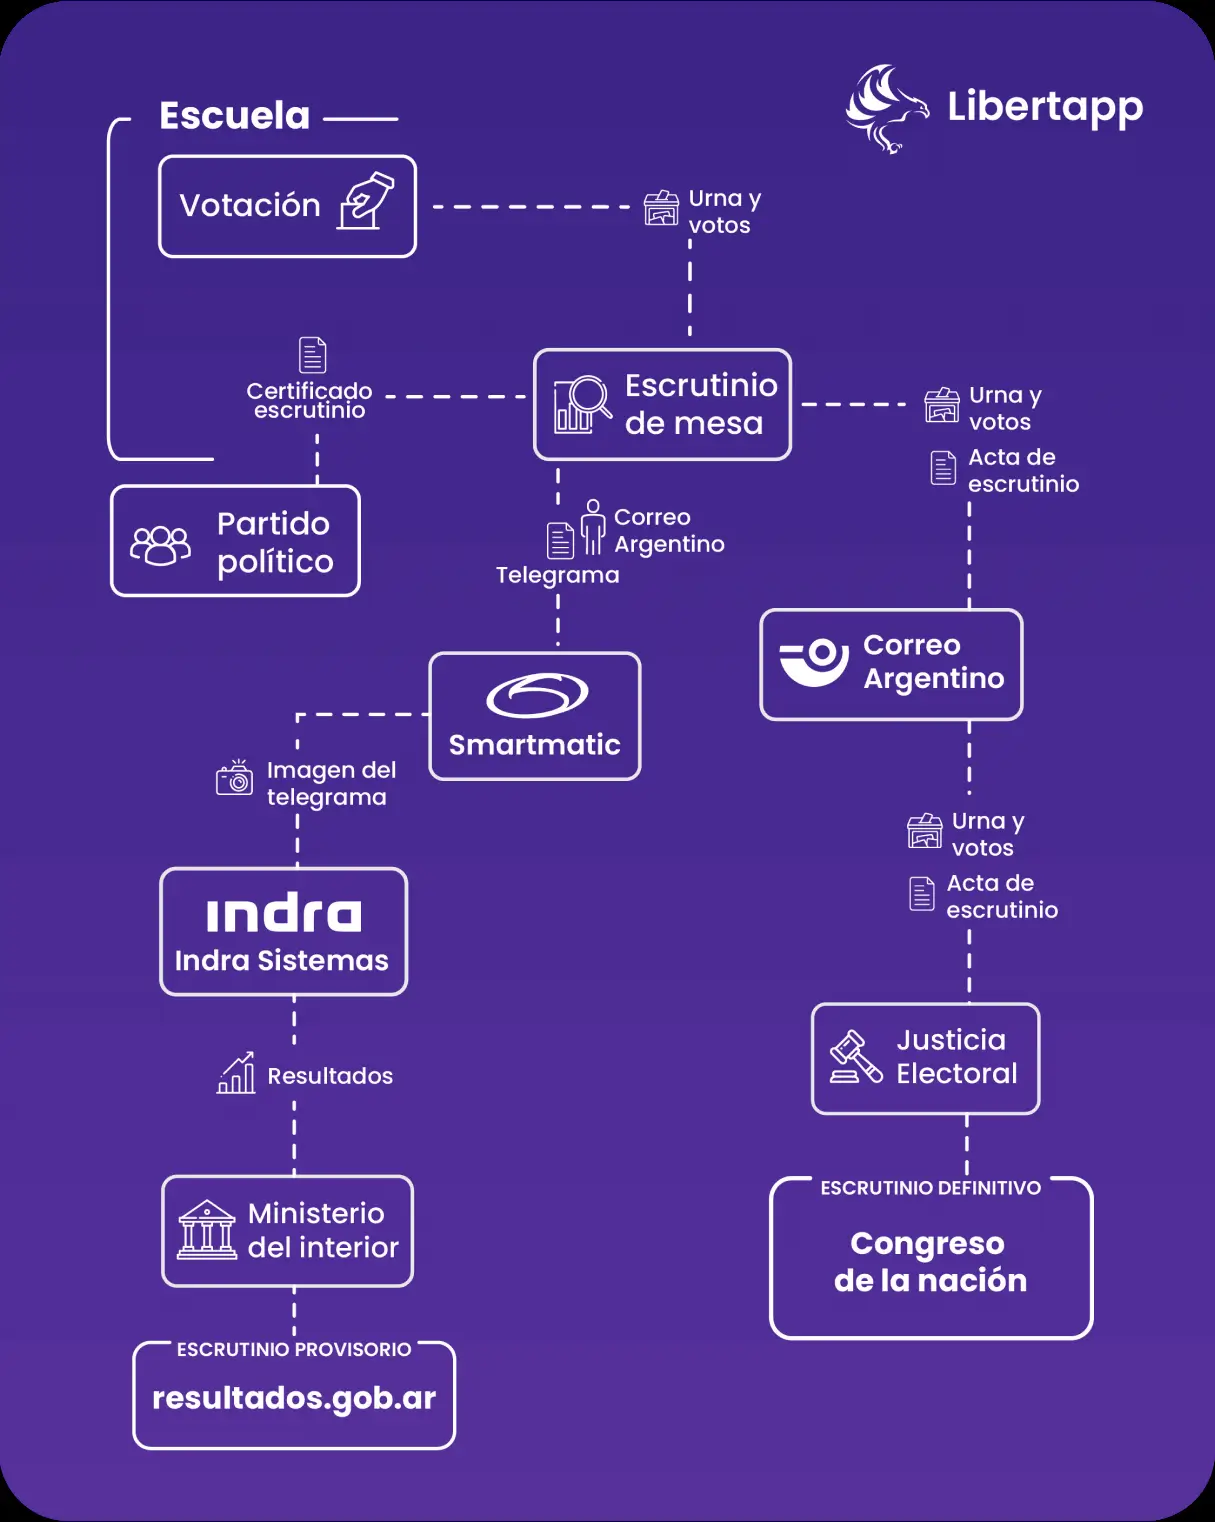 Libertapp
Escuela
Votación
Urna y
votos
Certificado
escrutinio
Escrutinio
de mesa
Urna y
votos
Acta de
escrutinio
Partido
político
Correo
Argentino
Telegrama
Correo
Argentino
Smartmatic
Imagen del
telegrama
Urna y
votos
Acta de
escrutinio
indra
Indra Sistemas
Justicia
Electoral
Resultados
ESCRUTINIO DEFINITIVO
Congreso
de la nación
Ministerio
del interior
ESCRUTINIO PROVISORIO
resultados.gob.ar